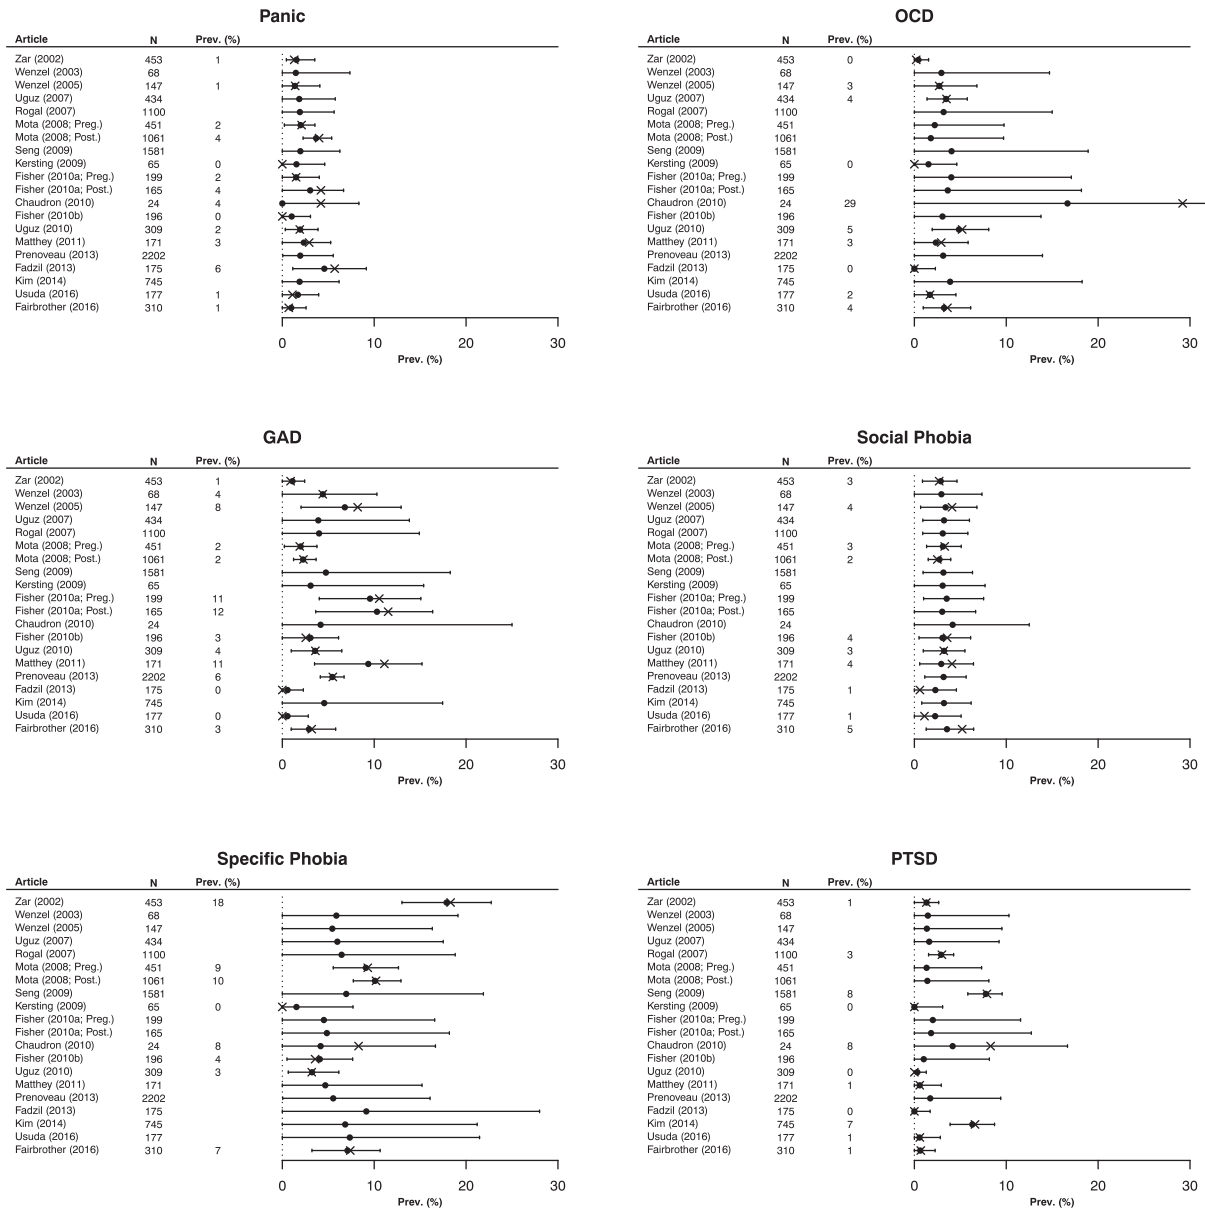 Panic
Article N Prev. (%)
Zar (2002) 453 1
Wenzel (2003) 68
Wenzel (2005) 147 1
Uguz (2007) 434
Rogal (2007) 1100
Mota (2008; Preg.) 451 2
Mota (2008; Post.) 1061 4
Seng (2009) 1581
Kersting (2009) 65 0
Fisher (2010a; Preg.) 199 2
Fisher (2010a; Post.) 165 4
Chaudron (2010) 24 4
Fisher (2010b) 196 0
Uguz (2010) 309 2
Matthey (2011) 171 3
Prenoveau (2013) 2202
Fadzil (2013) 175 6
Kim (2014) 745
Usuda (2016) 177 1
Fairbrother (2016) 310 1
0 10 20 30
Prev. (%)
OCD
Article N Prev. (%)
Zar (2002) 453 0
Wenzel (2003) 68
Wenzel (2005) 147 3
Uguz (2007) 434 4
Rogal (2007) 1100
Mota (2008; Preg.) 451
Mota (2008; Post.) 1061
Seng (2009) 1581
Kersting (2009) 65 0
Fisher (2010a; Preg.) 199
Fisher (2010a; Post.) 165
Chaudron (2010) 24 29
Fisher (2010b) 196
Uguz (2010) 309 5
Matthey (2011) 171 3
Prenoveau (2013) 2202
Fadzil (2013) 175 0
Kim (2014) 745
Usuda (2016) 177 2
Fairbrother (2016) 310 4
0 10 20 30
Prev. (%)
GAD
Article N Prev. (%)
Zar (2002) 453 1
Wenzel (2003) 68 4
Wenzel (2005) 147 8
Uguz (2007) 434
Rogal (2007) 1100
Mota (2008; Preg.) 451 2
Mota (2008; Post.) 1061 2
Seng (2009) 1581
Kersting (2009) 65
Fisher (2010a; Preg.) 199 11
Fisher (2010a; Post.) 165 12
Chaudron (2010) 24
Fisher (2010b) 196 3
Uguz (2010) 309 4
Matthey (2011) 171 11
Prenoveau (2013) 2202 6
Fadzil (2013) 175 0
Kim (2014) 745
Usuda (2016) 177 0
Fairbrother (2016) 310 3
0 10 20 30
Prev. (%)
Social Phobia
Article N Prev. (%)
Zar (2002) 453 3
Wenzel (2003) 68
Wenzel (2005) 147 4
Uguz (2007) 434
Rogal (2007) 1100
Mota (2008; Preg.) 451 3
Mota (2008; Post.) 1061 2
Seng (2009) 1581
Kersting (2009) 65
Fisher (2010a; Preg.) 199
Fisher (2010a; Post.) 165
Chaudron (2010) 24
Fisher (2010b) 196 4
Uguz (2010) 309 3
Matthey (2011) 171 4
Prenoveau (2013) 2202
Fadzil (2013) 175 1
Kim (2014) 745
Usuda (2016) 177 1
Fairbrother (2016) 310 5
0 10 20 30
Prev. (%)
Specific Phobia
Article N Prev. (%)
Zar (2002) 453 18
Wenzel (2003) 68
Wenzel (2005) 147
Uguz (2007) 434
Rogal (2007) 1100
Mota (2008; Preg.) 451 9
Mota (2008; Post.) 1061 10
Seng (2009) 1581
Kersting (2009) 65 0
Fisher (2010a; Preg.) 199
Fisher (2010a; Post.) 165
Chaudron (2010) 24 8
Fisher (2010b) 196 4
Uguz (2010) 309 3
Matthey (2011) 171
Prenoveau (2013) 2202
Fadzil (2013) 175
Kim (2014) 745
Usuda (2016) 177
Fairbrother (2016) 310 7
0 10 20 30
Prev. (%)
PTSD
Article N Prev. (%)
Zar (2002) 453 1
Wenzel (2003) 68
Wenzel (2005) 147
Uguz (2007) 434
Rogal (2007) 1100 3
Mota (2008; Preg.) 451
Mota (2008; Post.) 1061
Seng (2009) 1581 8
Kersting (2009) 65 0
Fisher (2010a; Preg.) 199
Fisher (2010a; Post.) 165
Chaudron (2010) 24 8
Fisher (2010b) 196
Uguz (2010) 309 0
Matthey (2011) 171 1
Prenoveau (2013) 2202
Fadzil (2013) 175 0
Kim (2014) 745 7
Usuda (2016) 177 1
Fairbrother (2016) 310 1
0 10 20 30
Prev. (%)